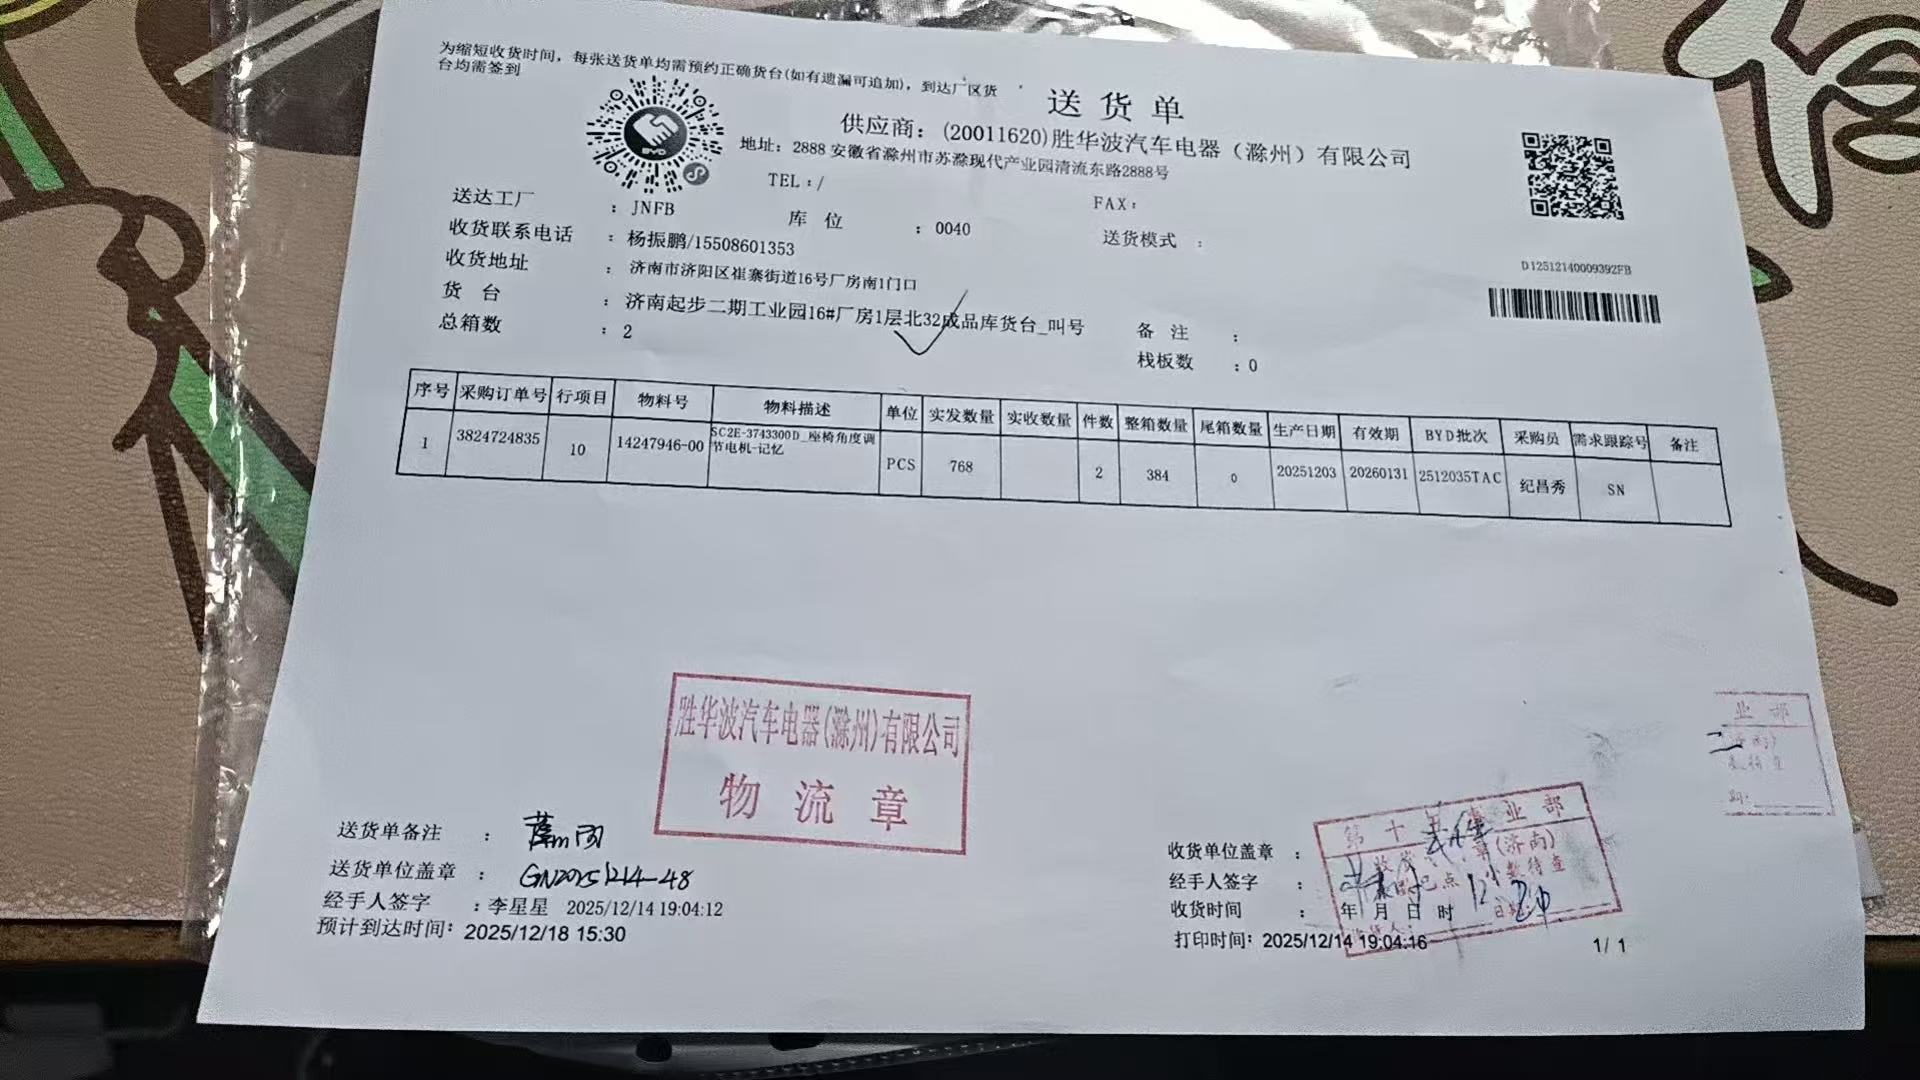 为缩短收货时间，每张送货单均需预约正确货台(如有遗漏可追加)，到达厂区货
台均需签到
送 货 单
供应商：(20011620)胜华波汽车电器（滁州）有限公司
地址：2888 安徽省滁州市苏滁现代产业园清流东路2888号
TEL：/
FAX：
BYD
送达工厂 ：JNFB
库 位 ：0040
送货模式 ：
收货联系电话 ：杨振鹏/15508601353
收货地址 ：济南市济阳区崔寨街道16号厂房南1门口
D12512140009392FB
货 台 ：济南起步二期工业园16#厂房1层北32成品库货台_叫号
备 注 ：
总箱数 ：2
栈板数 ：0
序号 采购订单号 行项目 物料号 物料描述 单位 实发数量 实收数量 件数 整箱数量 尾箱数量 生产日期 有效期 BYD批次 采购员 需求跟踪号 备注
1 3824724835 10 14247946-00 SC2E-3743300D_座椅角度调节电机-记忆 PCS 768 2 384 0 20251203 20260131 2512035TAC 纪昌秀 SN
胜华波汽车电器(滁州)有限公司
物 流 章
业 部
送货单备注 ：
送货单位盖章 ：GN20251214-48
经手人签字 ：李星星 2025/12/14 19:04:12
预计到达时间：2025/12/18 15:30
第 十 事 业 部
(济南)
数待查
收货单位盖章 ：
经手人签字 ：
收货时间 ： 年 月 日 时
打印时间：2025/12/14 19:04:16
1/ 1